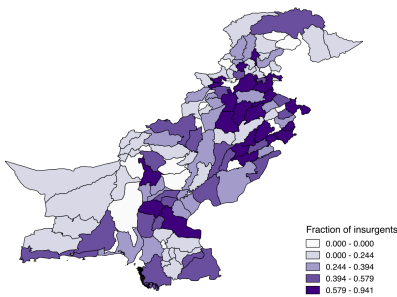 Fraction of insurgents
0.000 - 0.000
0.000 - 0.244
0.244 - 0.394
0.394 - 0.579
0.579 - 0.941